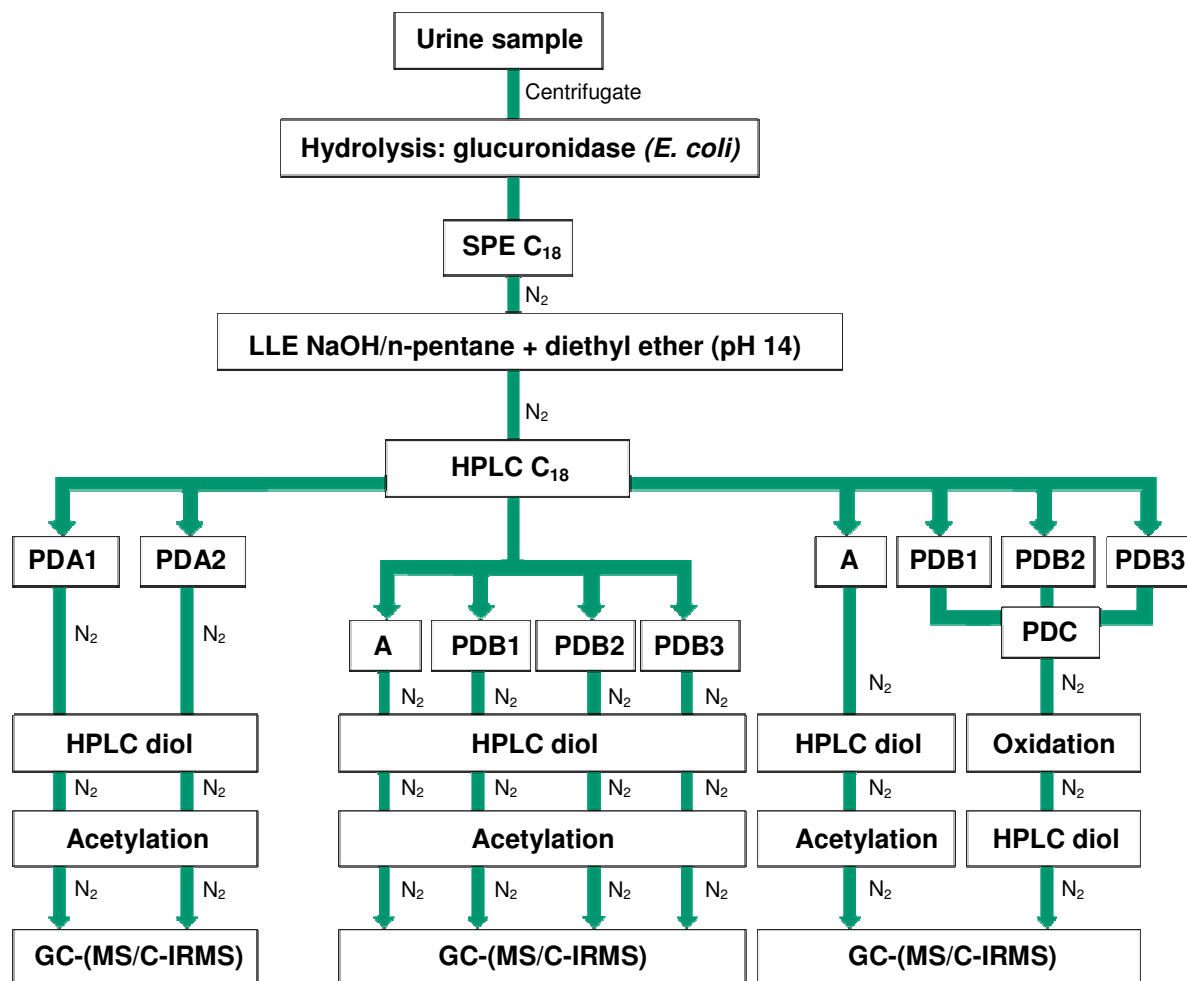 Urine sample
Centrifugate
Hydrolysis: glucuronidase (E. coli)
SPE C₁₈
N₂
LLE NaOH/n-pentane + diethyl ether (pH 14)
N₂
HPLC C₁₈
PDA1 PDA2 A PDB1 PDB2 PDB3
A PDB1 PDB2 PDB3 PDC
N₂ N₂
N₂ N₂ N₂ N₂ N₂ N₂
HPLC diol HPLC diol HPLC diol Oxidation
N₂ N₂ N₂ N₂ N₂ N₂ N₂ N₂
Acetylation Acetylation Acetylation HPLC diol
N₂ N₂ N₂ N₂ N₂ N₂ N₂ N₂
GC-(MS/C-IRMS) GC-(MS/C-IRMS) GC-(MS/C-IRMS)